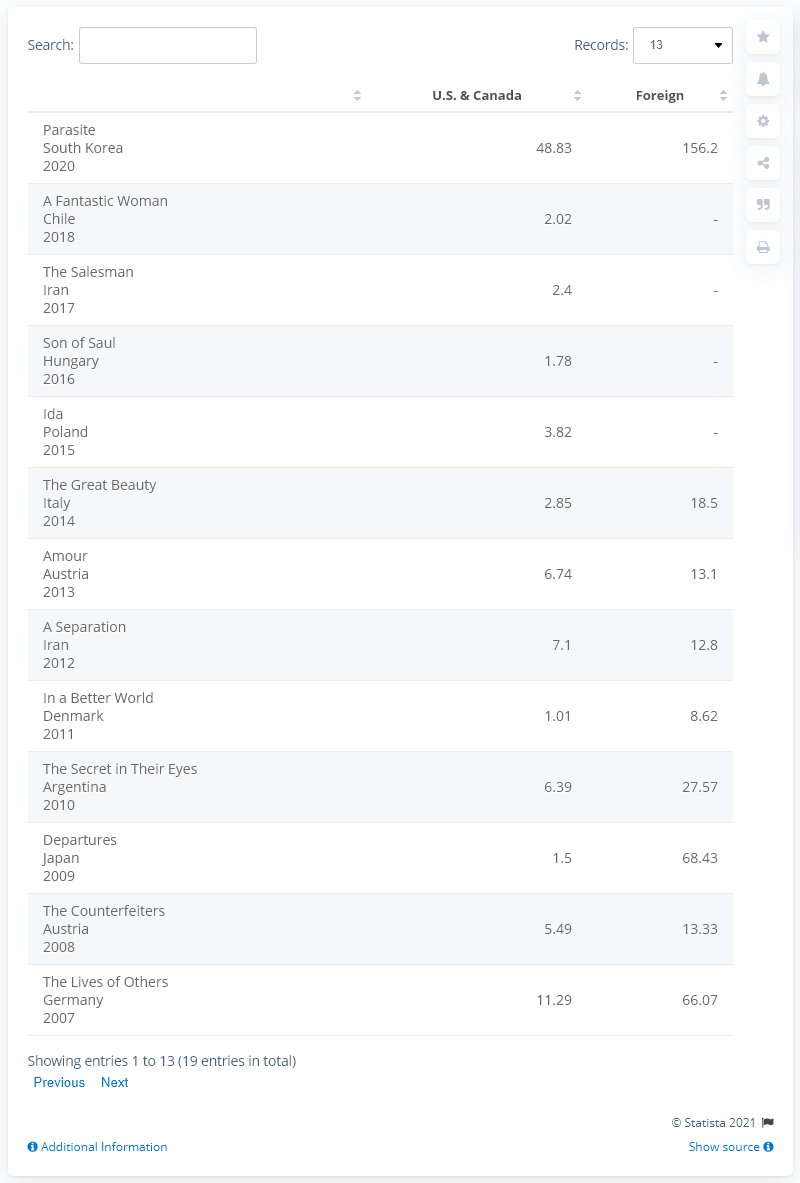 Search:
Records: 13
U.S. & Canada Foreign
Parasite
South Korea 48.83 156.2
2020
A Fantastic Woman
Chile 2.02 -
2018
The Salesman
Iran 2.4 -
2017
Son of Saul
Hungary 1.78 -
2016
Ida
Poland 3.82 -
2015
The Great Beauty
Italy 2.85 18.5
2014
Amour
Austria 6.74 13.1
2013
A Separation
Iran 7.1 12.8
2012
In a Better World
Denmark 1.01 8.62
2011
The Secret in Their Eyes
Argentina 6.39 27.57
2010
Departures
Japan 1.5 68.43
2009
The Counterfeiters
Austria 5.49 13.33
2008
The Lives of Others
Germany 11.29 66.07
2007
Showing entries 1 to 13 (19 entries in total)
Previous Next
© Statista 2021
Additional Information Show source